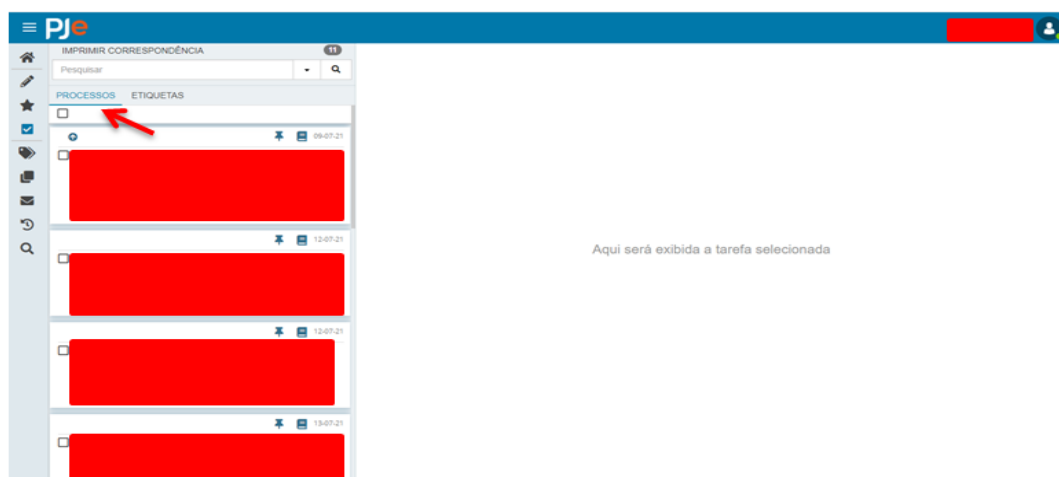 PJe
IMPRIMIR CORRESPONDÊNCIA 11
Pesquisar
PROCESSOS ETIQUETAS
09-07-21
12-07-21
Aqui será exibida a tarefa selecionada
12-07-21
13-07-21